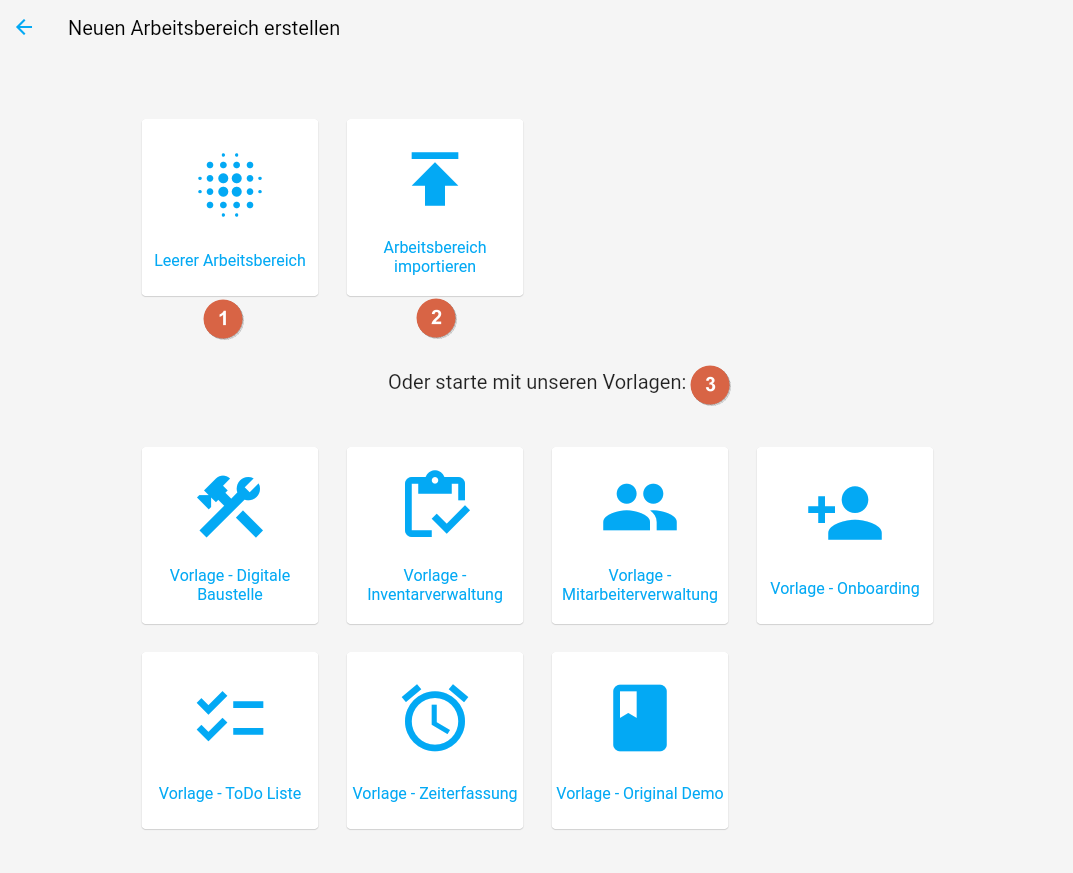 Neuen Arbeitsbereich erstellen
Leerer Arbeitsbereich
Arbeitsbereich
importieren
1
2
Oder starte mit unseren Vorlagen: 3
Vorlage - Digitale
Baustelle
Vorlage -
Inventarverwaltung
Vorlage -
Mitarbeiterverwaltung
Vorlage - Onboarding
Vorlage - ToDo Liste
Vorlage - Zeiterfassung
Vorlage - Original Demo